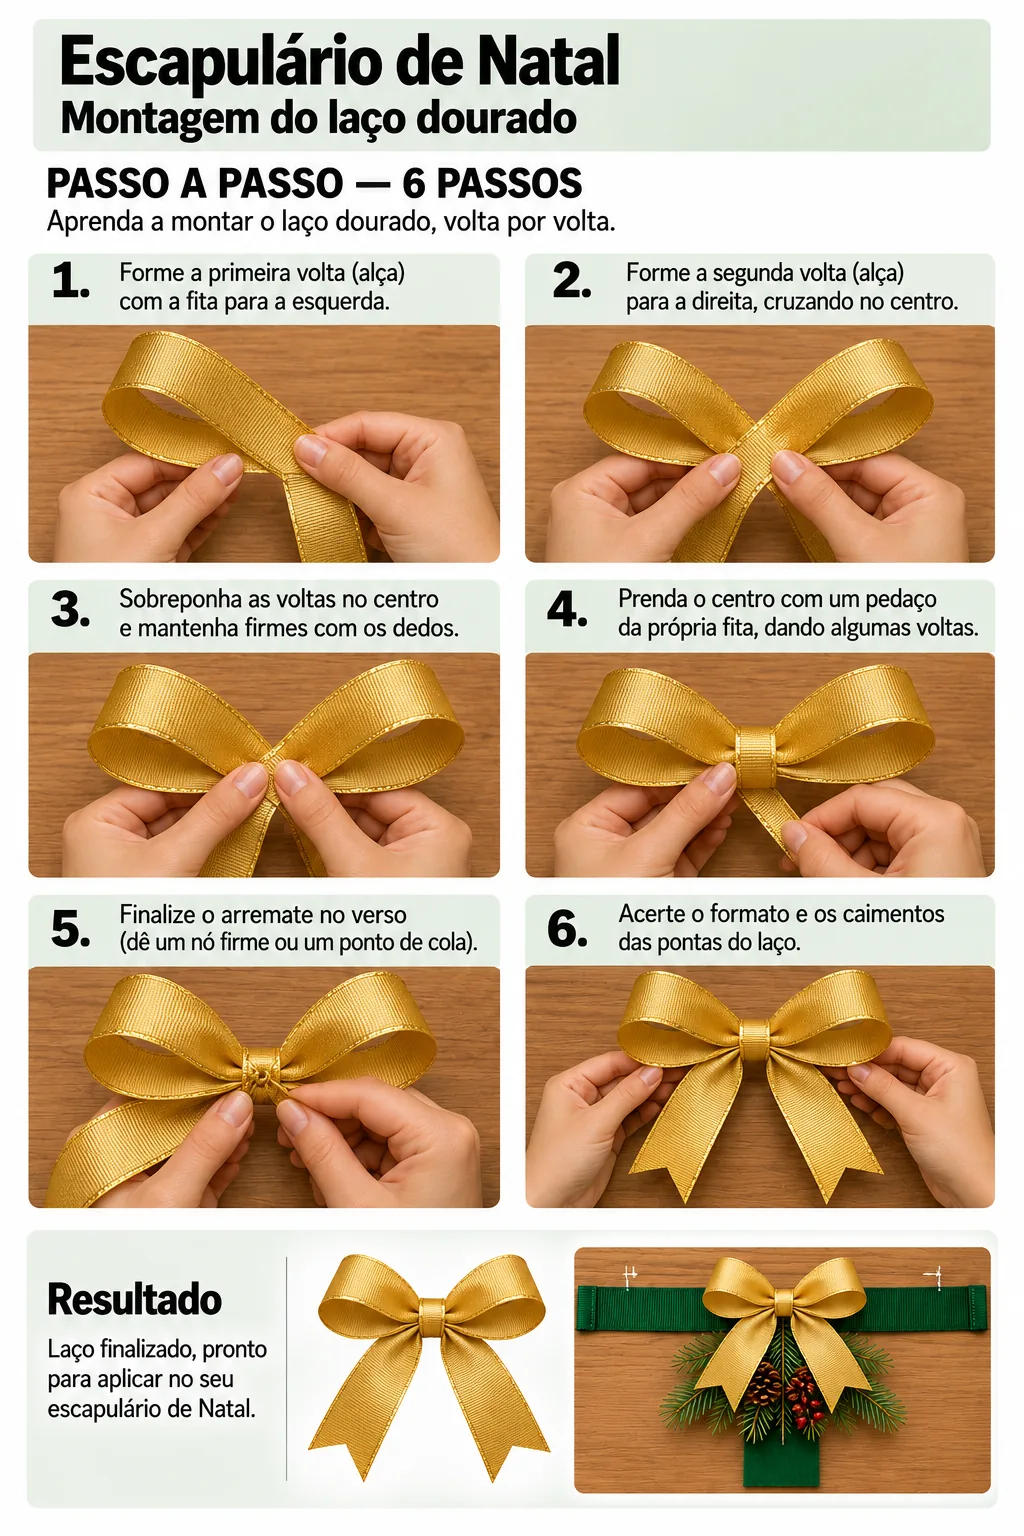 Escapulário de Natal
Montagem do laço dourado
PASSO A PASSO — 6 PASSOS
Aprenda a montar o laço dourado, volta por volta.
1. Forme a primeira volta (alça)
com a fita para a esquerda.
2. Forme a segunda volta (alça)
para a direita, cruzando no centro.
3. Sobreponha as voltas no centro
e mantenha firmes com os dedos.
4. Prenda o centro com um pedaço
da própria fita, dando algumas voltas.
5. Finalize o arremate no verso
(dê um nó firme ou um ponto de cola).
6. Acerte o formato e os caimentos
das pontas do laço.
Resultado
Laço finalizado, pronto
para aplicar no seu
escapulário de Natal.